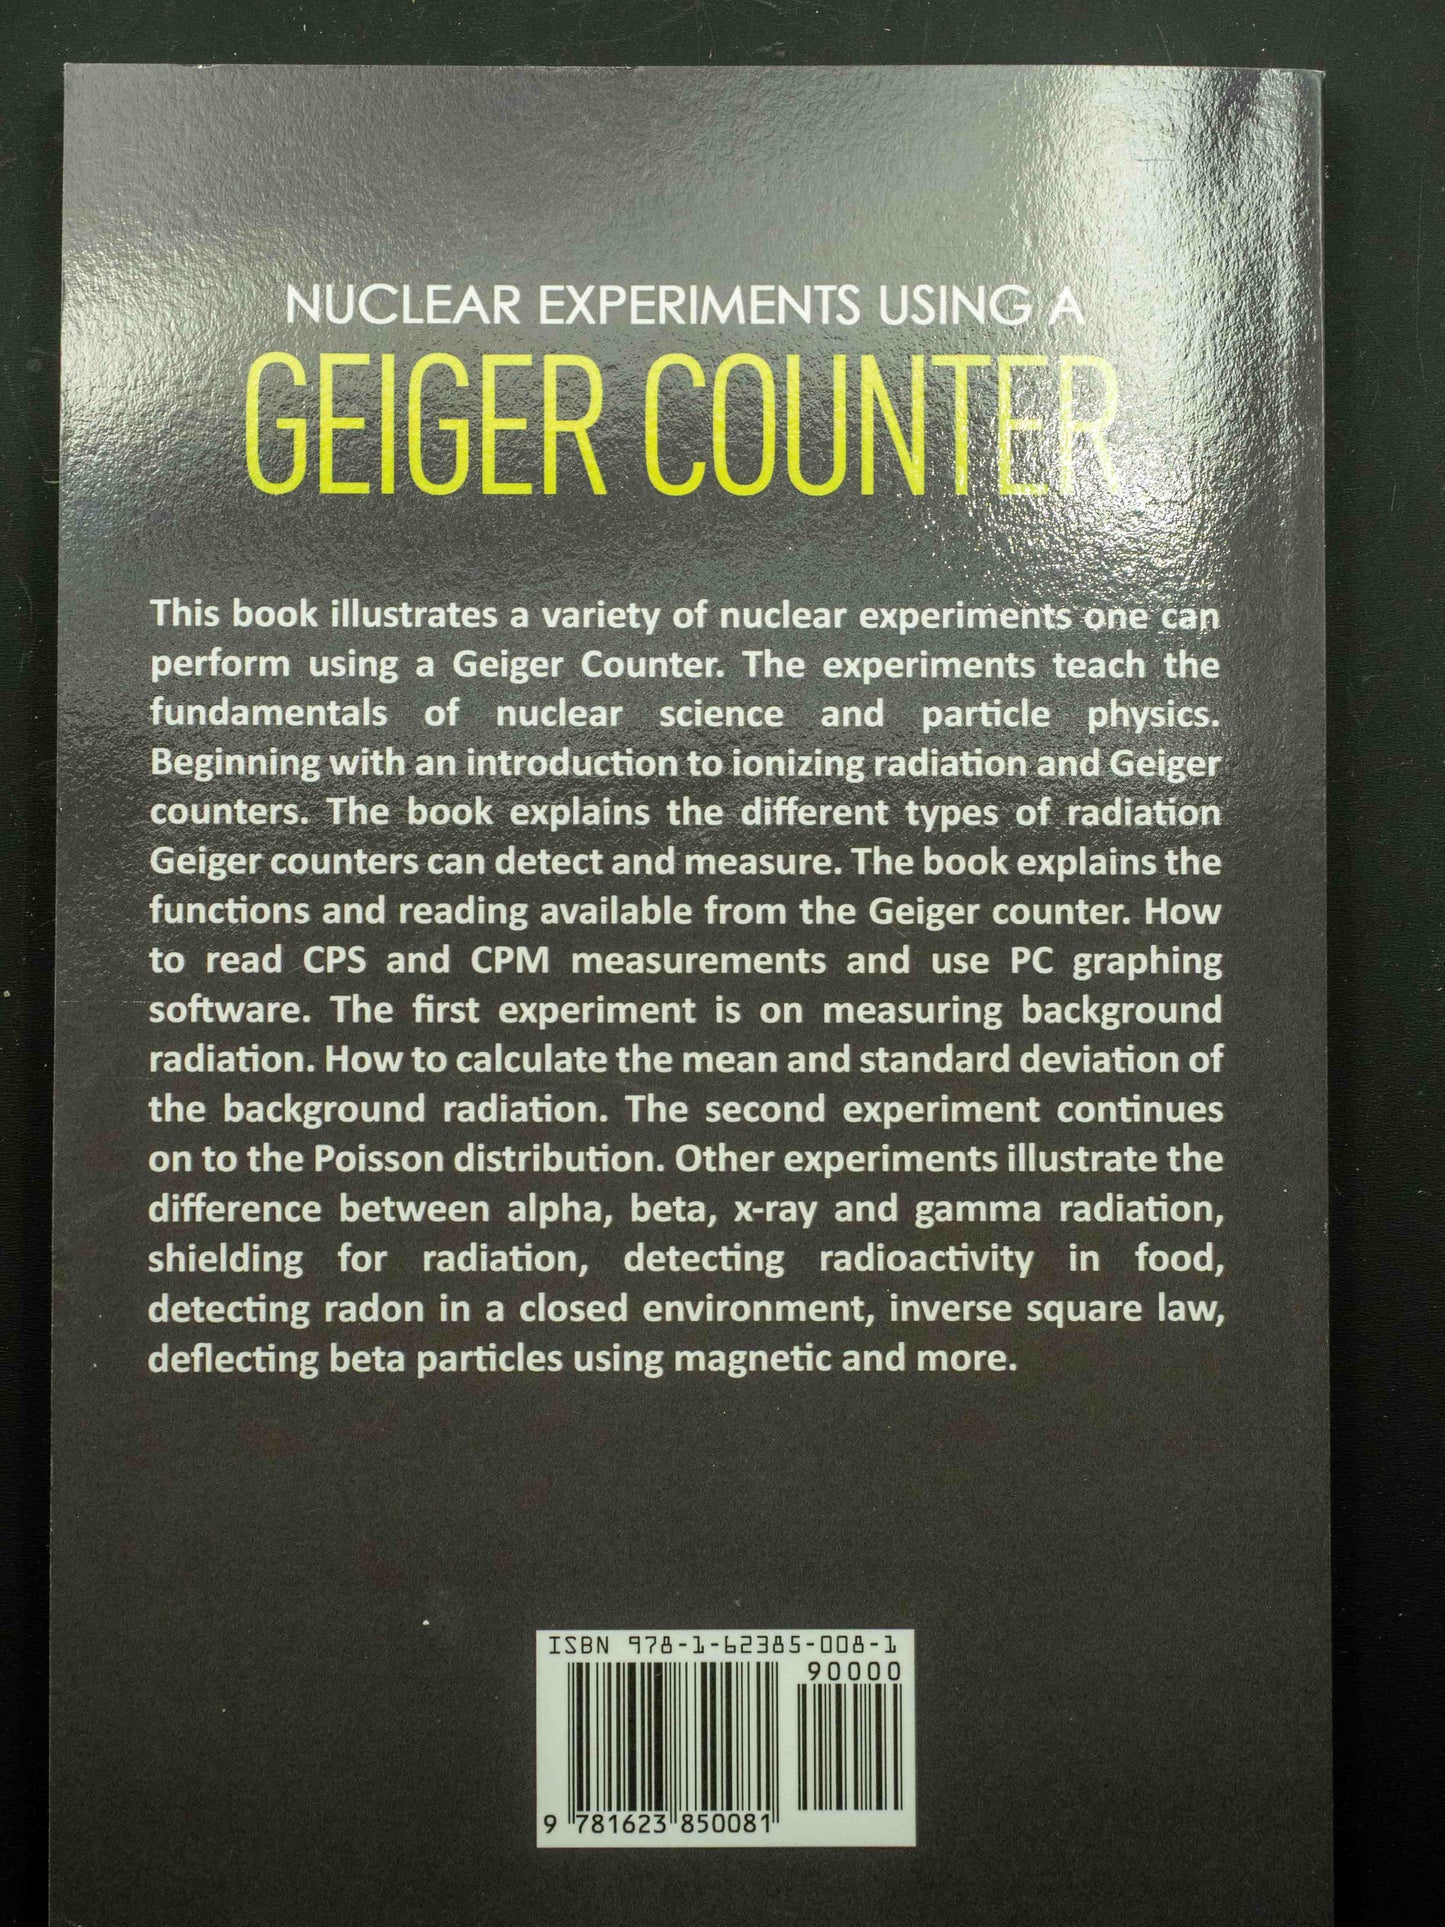 NUCLEAR EXPERIMENTS USING A
GEIGER COUNTER
This book illustrates a variety of nuclear experiments one can
perform using a Geiger Counter. The experiments teach the
fundamentals of nuclear science and particle physics.
Beginning with an introduction to ionizing radiation and Geiger
counters. The book explains the different types of radiation
Geiger counters can detect and measure. The book explains the
functions and reading available from the Geiger counter. How
to read CPS and CPM measurements and use PC graphing
software. The first experiment is on measuring background
radiation. How to calculate the mean and standard deviation of
the background radiation. The second experiment continues
on to the Poisson distribution. Other experiments illustrate the
difference between alpha, beta, x-ray and gamma radiation,
shielding for radiation, detecting radioactivity in food,
detecting radon in a closed environment, inverse square law,
deflecting beta particles using magnetic and more.
ISBN 978-1-62385-008-1
90000
9 781623 850081